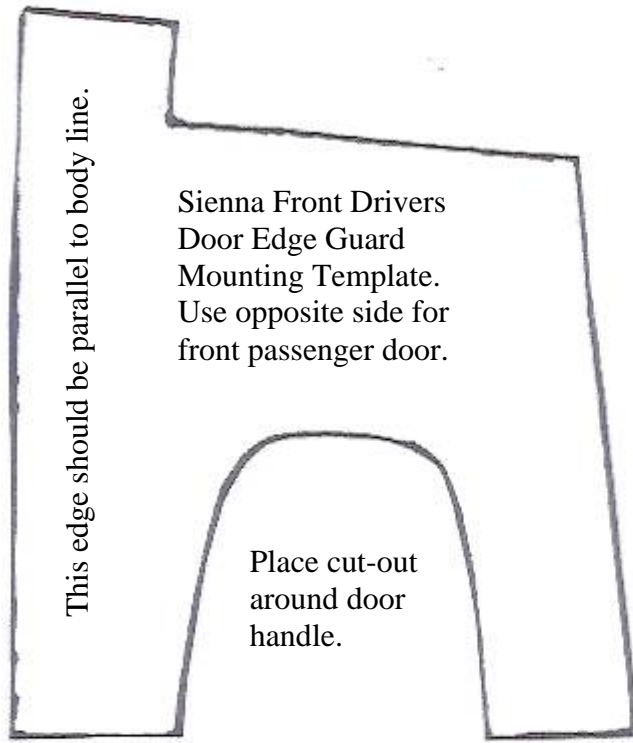 This edge should be parallel to body line.
Sienna Front Drivers
Door Edge Guard
Mounting Template.
Use opposite side for
front passenger door.
Place cut-out
around door
handle.